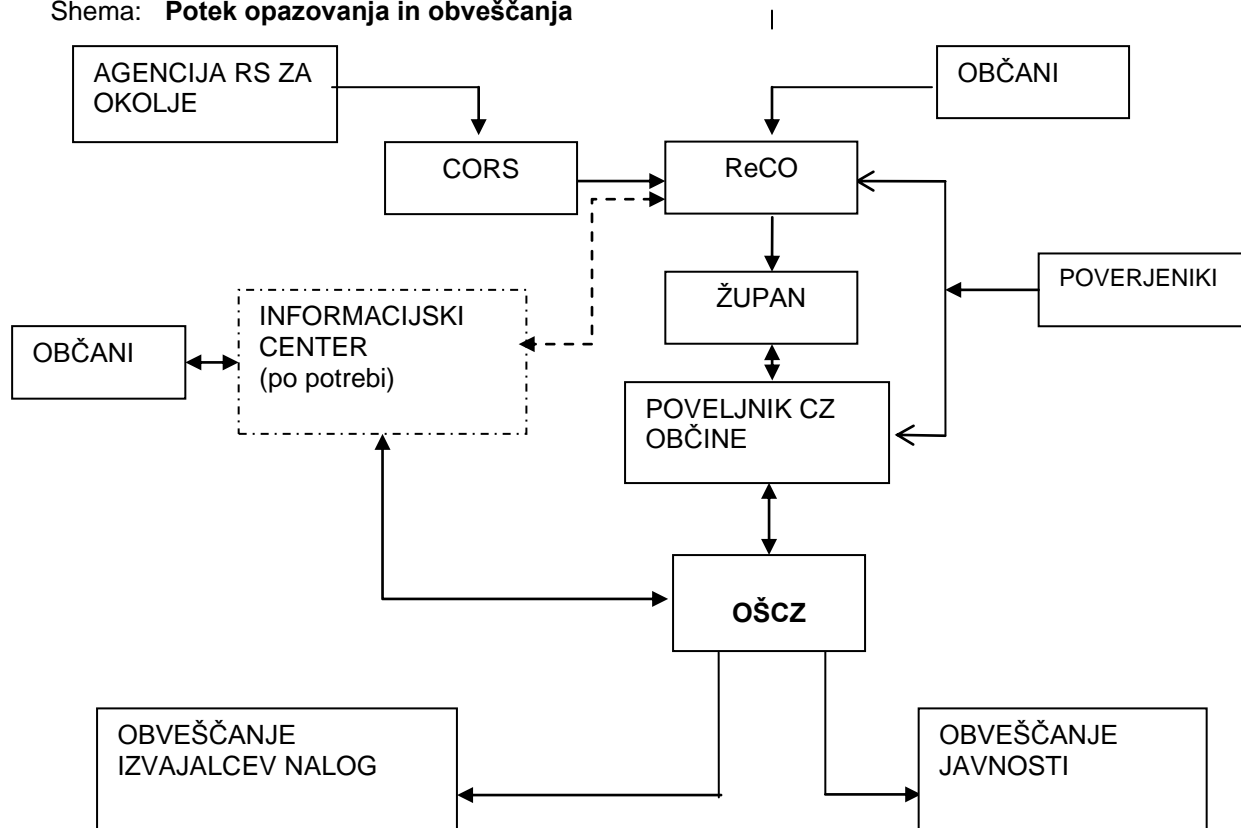 Shema: Potek opazovanja in obveščanja
AGENCIJA RS ZA
OKOLJE
OBČANI
CORS
ReCO
POVERJENIKI
ŽUPAN
INFORMACIJSKI
CENTER
(po potrebi)
OBČANI
POVELJNIK CZ
OBČINE
OŠCZ
OBVEŠČANJE
IZVAJALCEV NALOG
OBVEŠČANJE
JAVNOSTI